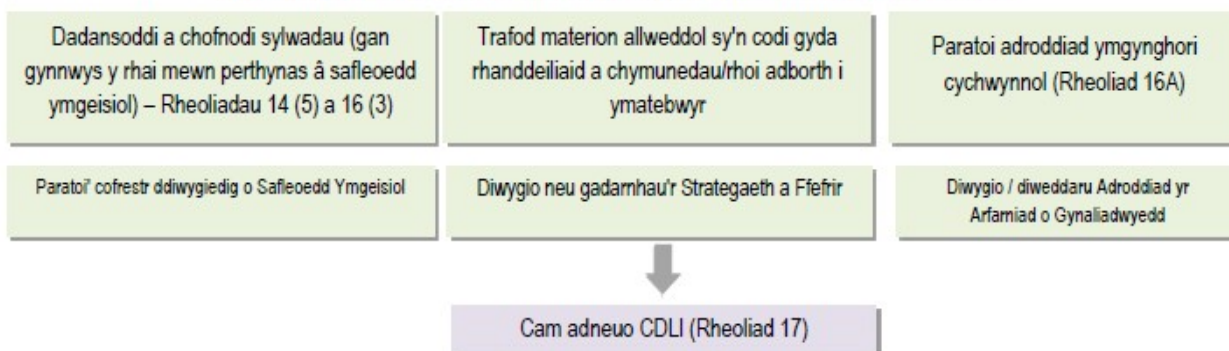 Dadansoddi a chofnodi sylwadau (gan
gynnwys y rhai mewn perthynas â safleoedd
ymgeisiol) – Rheoliadau 14 (5) a 16 (3)
Trafod materion allweddol sy'n codi gyda
rhanddeiliaid a chymunedau/rhoi adborth i
ymatebwyr
Paratoi adroddiad ymgynghori
cychwynnol (Rheoliad 16A)
Paratoi' cofrestr ddiwygiedig o Safleoedd Ymgeisiol
Diwygio neu gadarnhau'r Strategaeth a Ffefrir
Diwygio / diweddaru Adroddiad yr
Arfarniad o Gynaliadwyedd
Cam adneuo CDLl (Rheoliad 17)